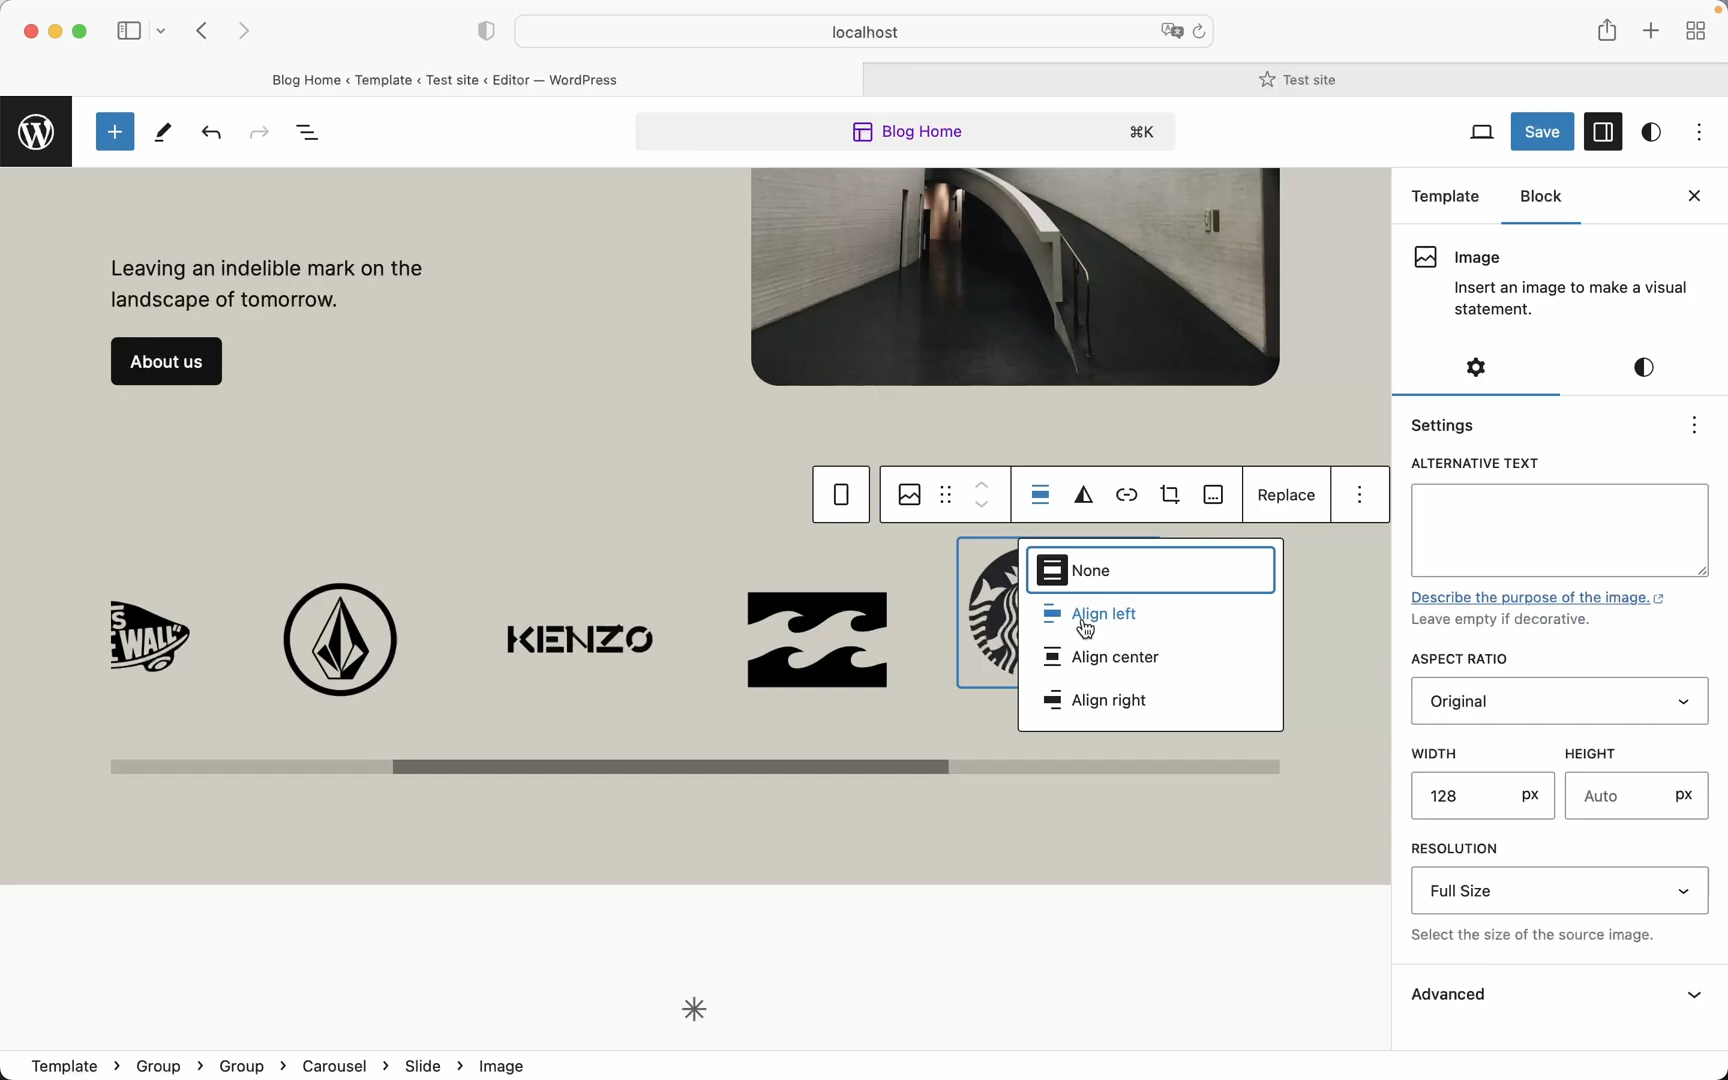 localhost
Blog Home ‹ Template ‹ Test site ‹ Editor — WordPress
Test site
Blog Home
⌘K
Save
Template
Block
Image
Insert an image to make a visual
statement.
Leaving an indelible mark on the
landscape of tomorrow.
About us
Settings
ALTERNATIVE TEXT
Replace
None
Align left
Align center
Align right
S
E WALL"
KENZO
Describe the purpose of the image.
Leave empty if decorative.
ASPECT RATIO
Original
WIDTH
HEIGHT
128
px
Auto
px
RESOLUTION
Full Size
Select the size of the source image.
Advanced
Template > Group > Group > Carousel > Slide > Image